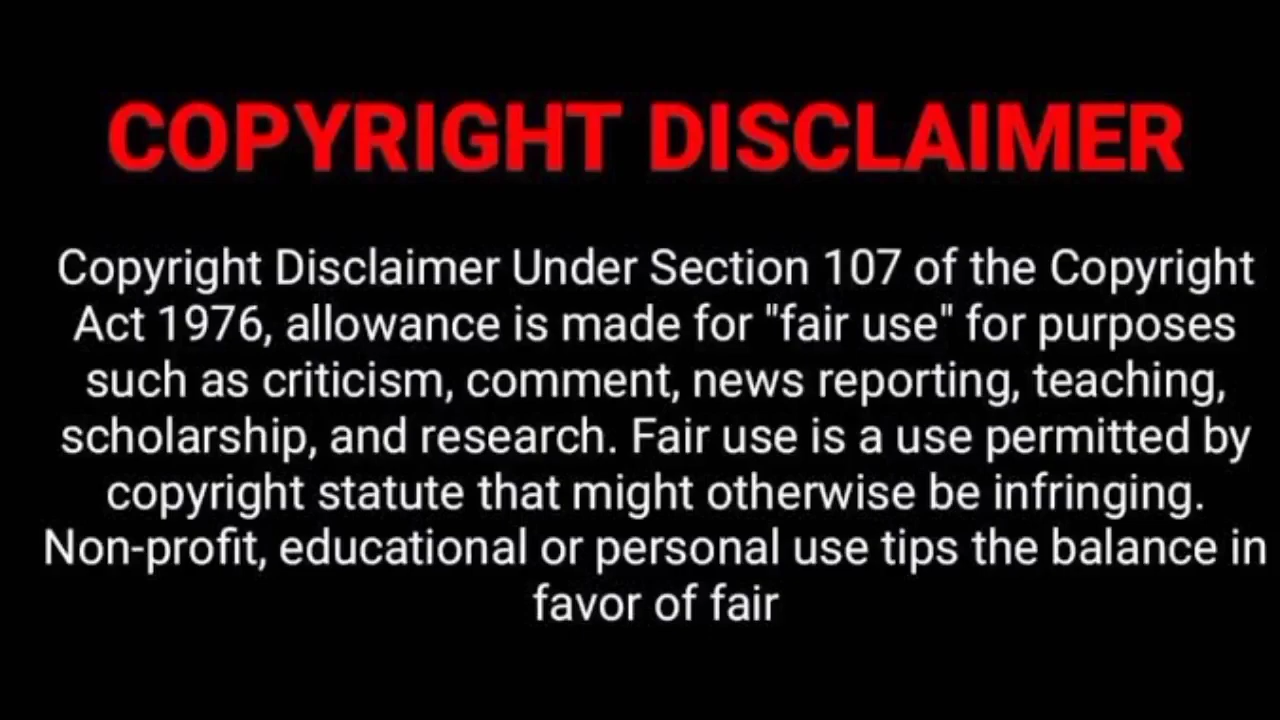 COPYRIGHT DISCLAIMER
Copyright Disclaimer Under Section 107 of the Copyright
Act 1976, allowance is made for "fair use" for purposes
such as criticism, comment, news reporting, teaching,
scholarship, and research. Fair use is a use permitted by
copyright statute that might otherwise be infringing.
Non-profit, educational or personal use tips the balance in
favor of fair